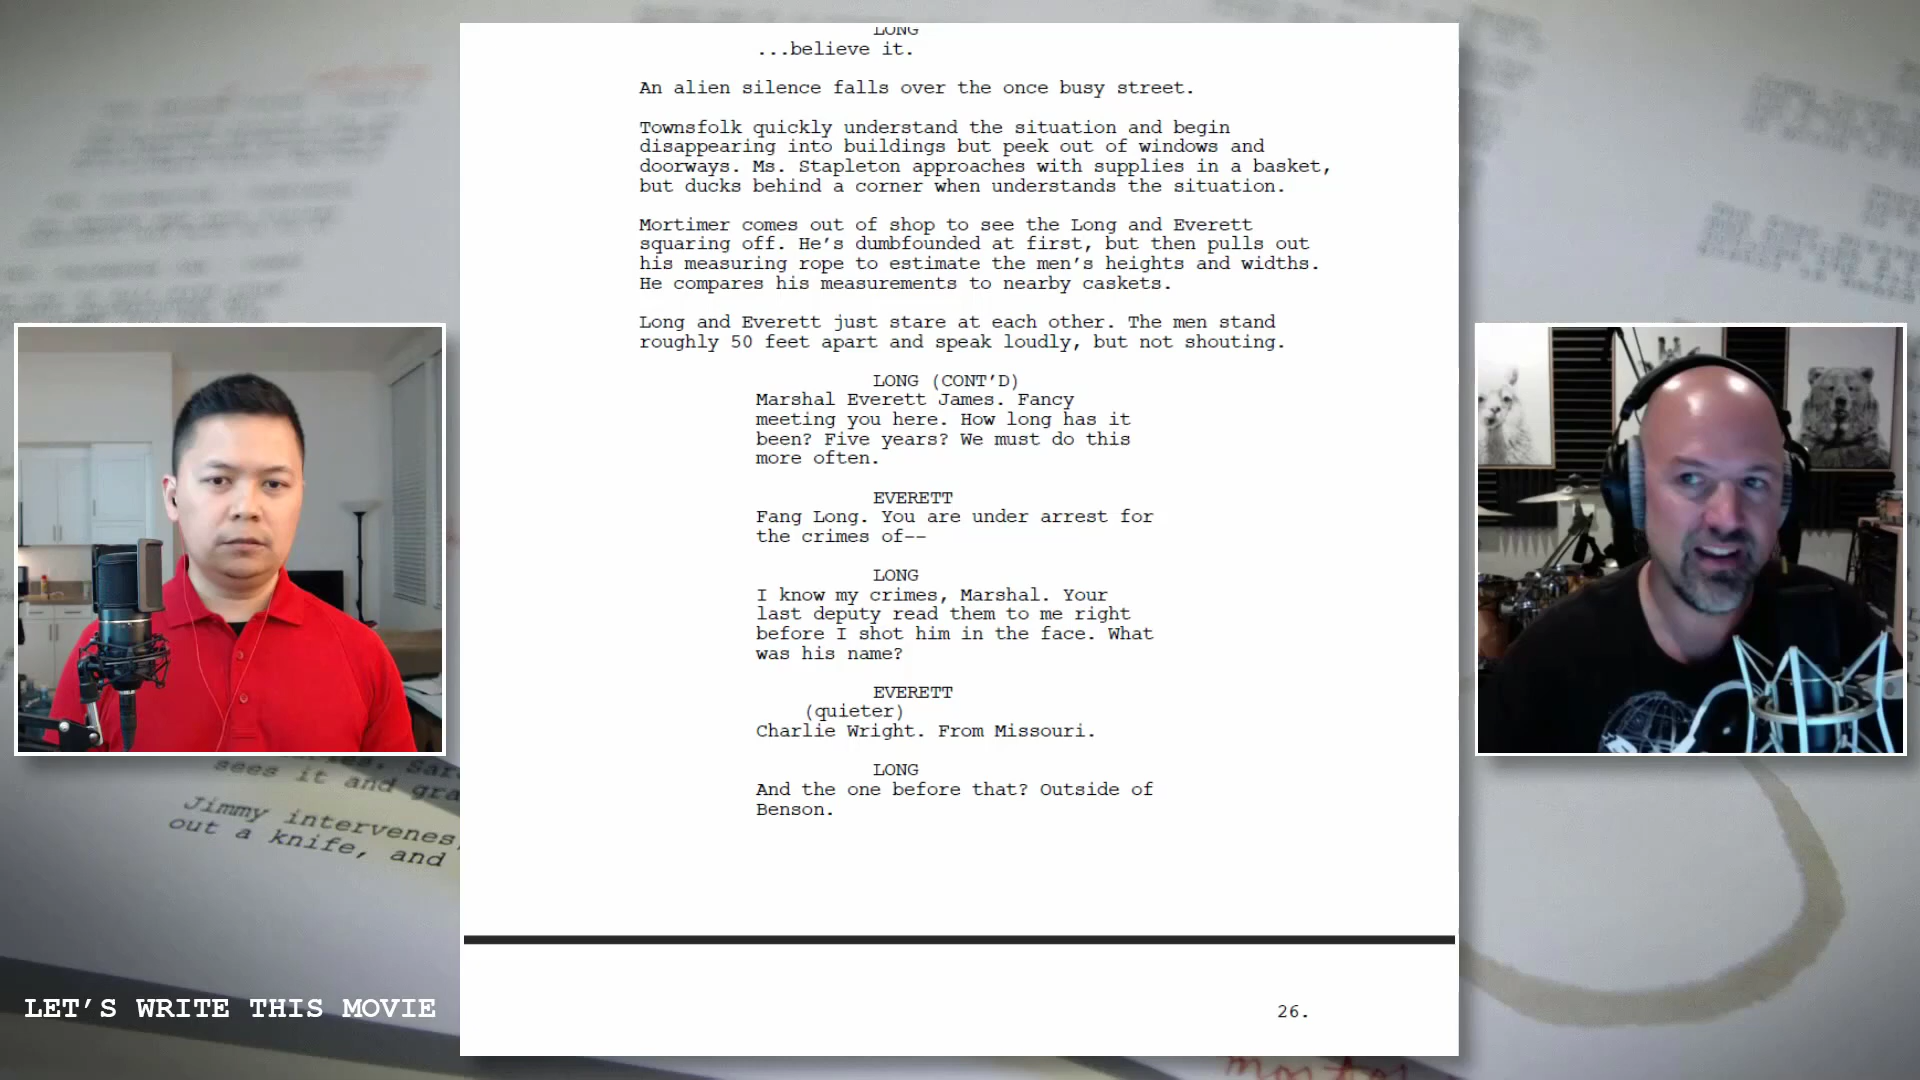 LONG
...believe it.
An alien silence falls over the once busy street.
Townsfolk quickly understand the situation and begin
disappearing into buildings but peek out of windows and
doorways. Ms. Stapleton approaches with supplies in a basket,
but ducks behind a corner when understands the situation.
Mortimer comes out of shop to see the Long and Everett
squaring off. He's dumbfounded at first, but then pulls out
his measuring rope to estimate the men's heights and widths.
He compares his measurements to nearby caskets.
Long and Everett just stare at each other. The men stand
roughly 50 feet apart and speak loudly, but not shouting.
LONG (CONT'D)
Marshal Everett James. Fancy
meeting you here. How long has it
been? Five years? We must do this
more often.
EVERETT
Fang Long. You are under arrest for
the crimes of--
LONG
I know my crimes, Marshal. Your
last deputy read them to me right
before I shot him in the face. What
was his name?
EVERETT
(quieter)
Charlie Wright. From Missouri.
LONG
And the one before that? Outside of
Benson.
26.
sees it and
Jimmy intervenes
out a knife, and
LET'S WRITE THIS MOVIE